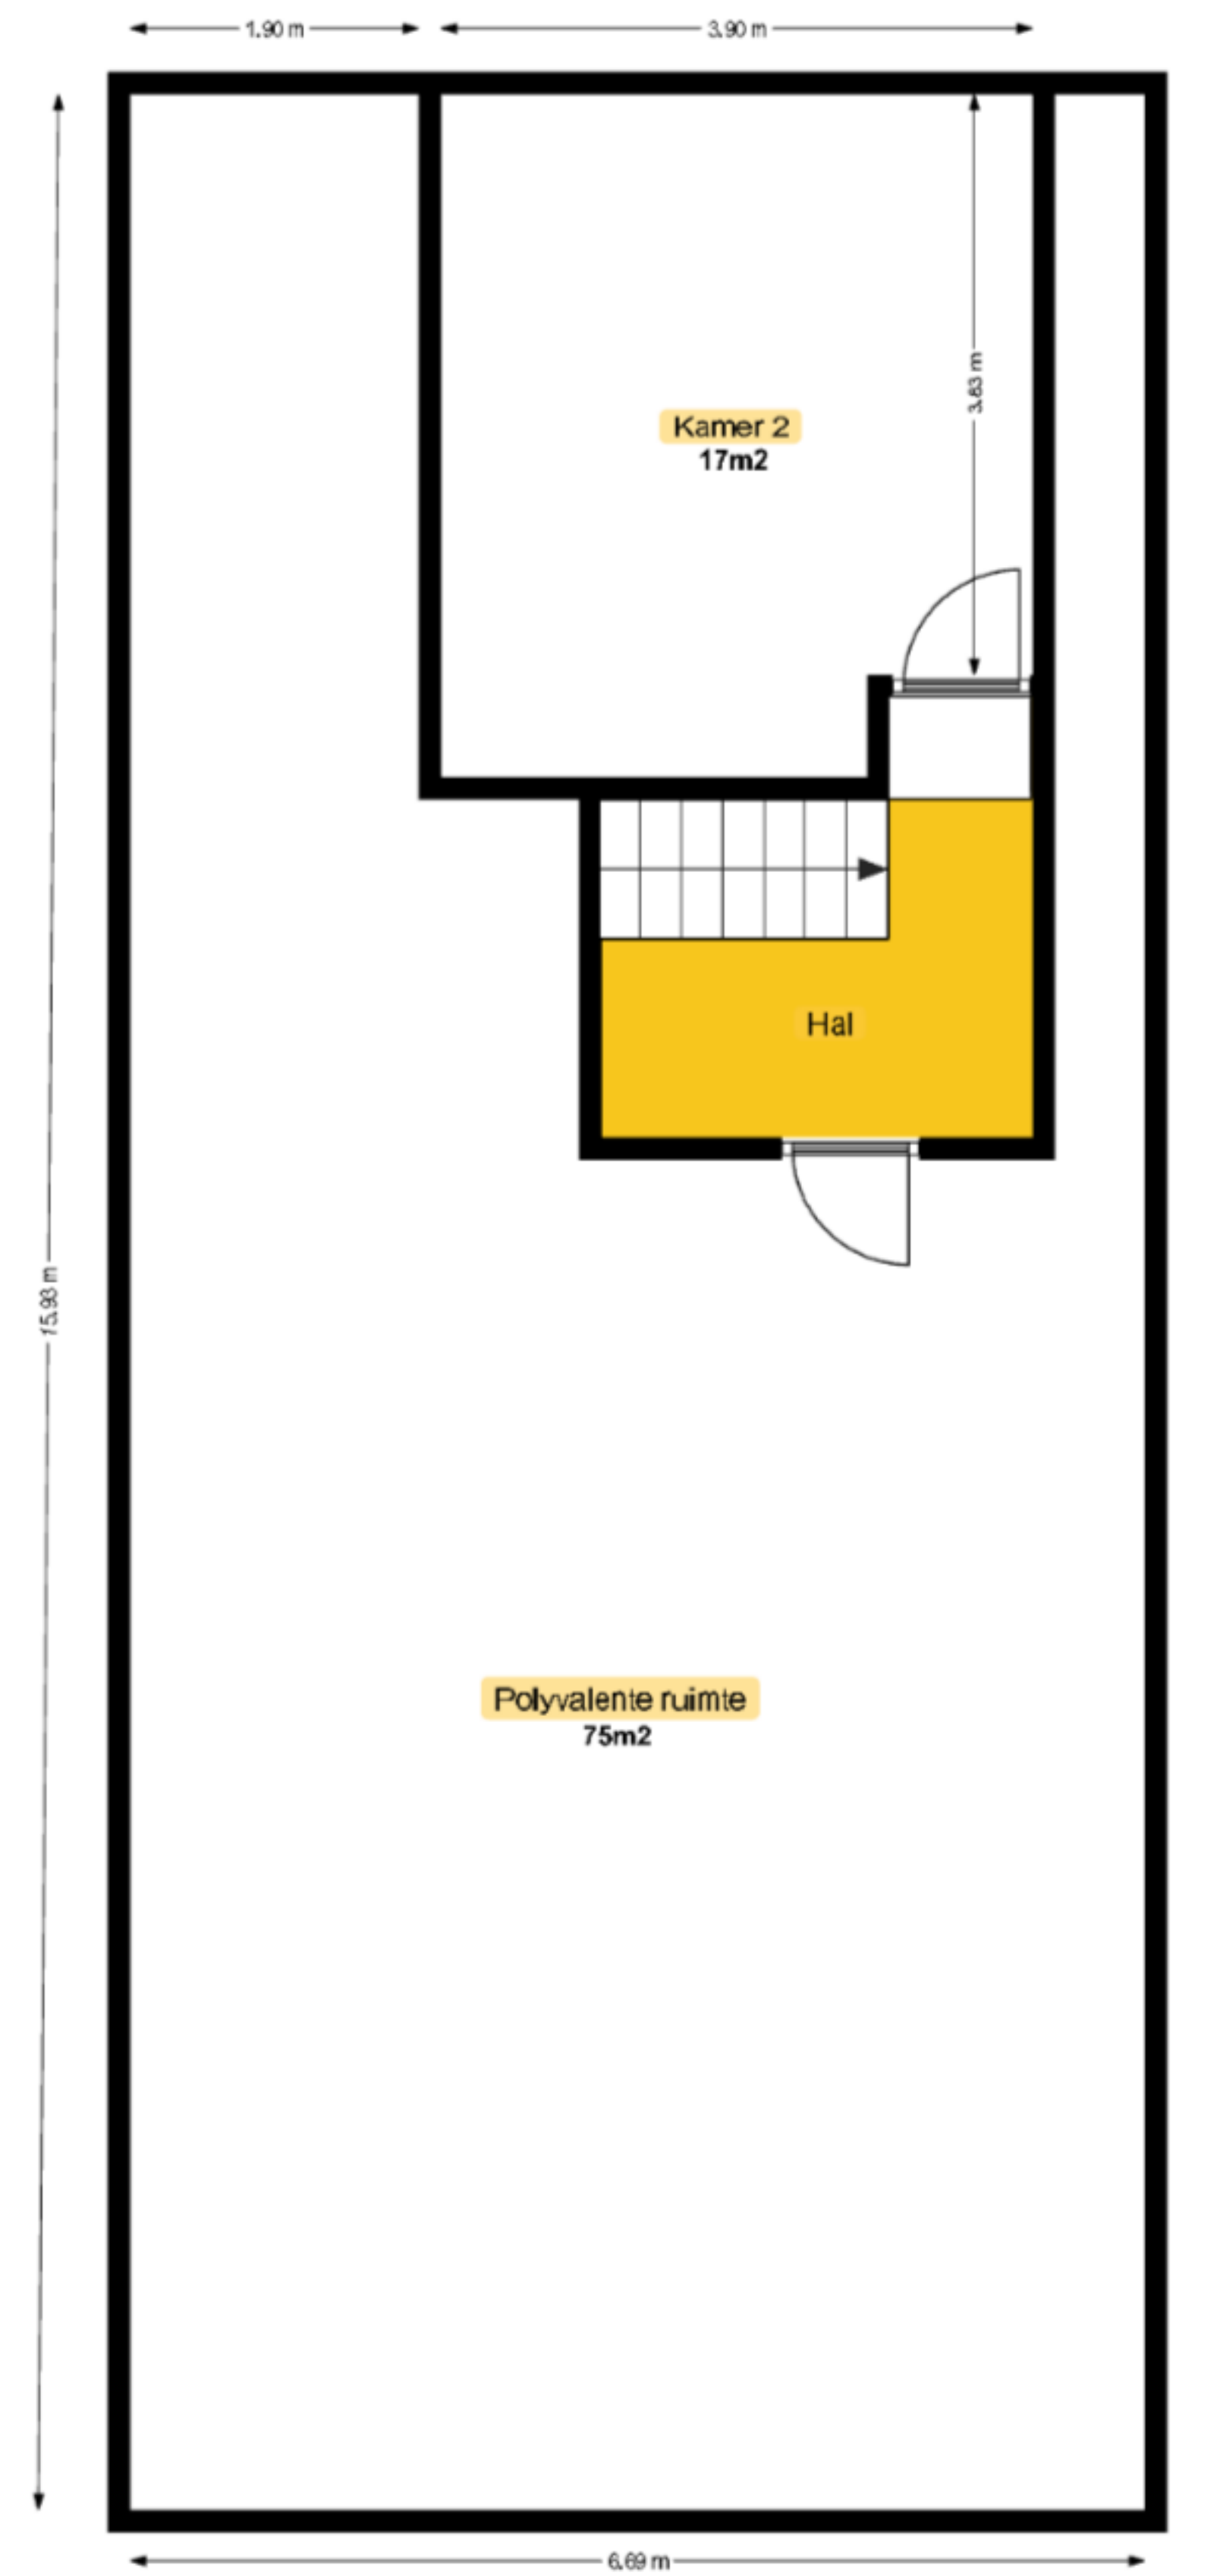 1.90 m
3.90 m
3.83 m
Kamer 2
17m2
Hal
15.93 m
Polyvalente ruimte
75m2
6.69 m